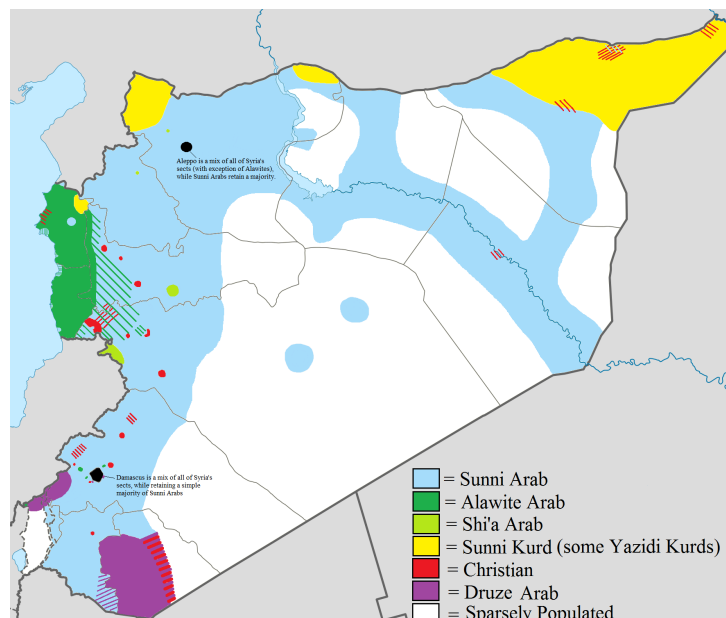 Aleppo is a mix of all of Syria's
sects (with exception of Alawites),
while Sunni Arabs retain a majority.
Damascus is a mix of all of Syria's
sects, while retaining a simple
majority of Sunni Arabs
= Sunni Arab
= Alawite Arab
= Shi'a Arab
= Sunni Kurd (some Yazidi Kurds)
= Christian
= Druze Arab
= Sparsely Populated